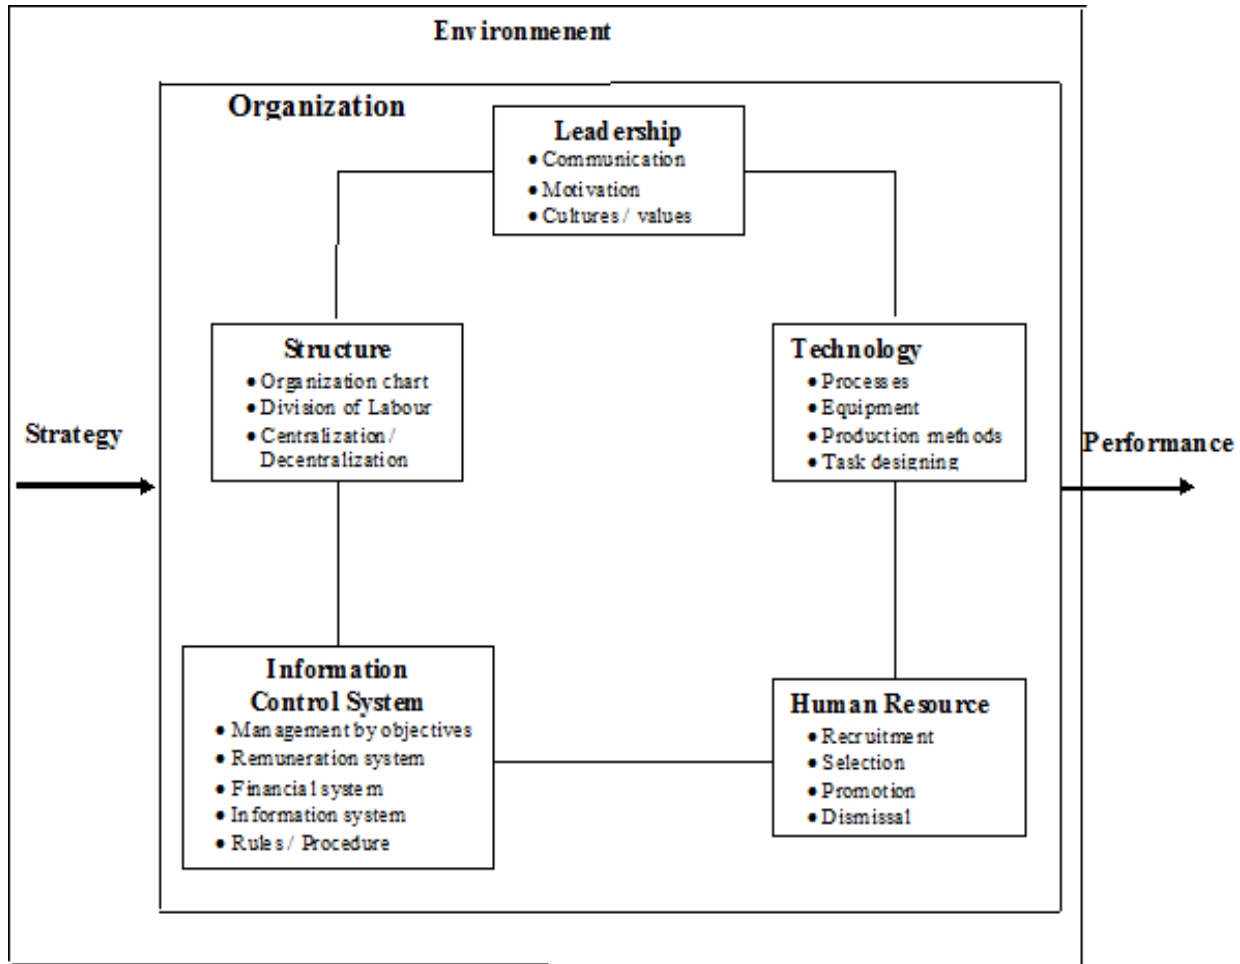 Environmenent
Organization
Leadership
• Communication
• Motivation
• Cultures / values
Structure
• Organization chart
• Division of Labour
• Centralization /
Decentralization
Technology
• Processes
• Equipment
• Production methods
• Task designing
Strategy
Performance
Information
Control System
• Management by objectives
• Remuneration system
• Financial system
• Information system
• Rules / Procedure
Human Resource
• Recruitment
• Selection
• Promotion
• Dismissal